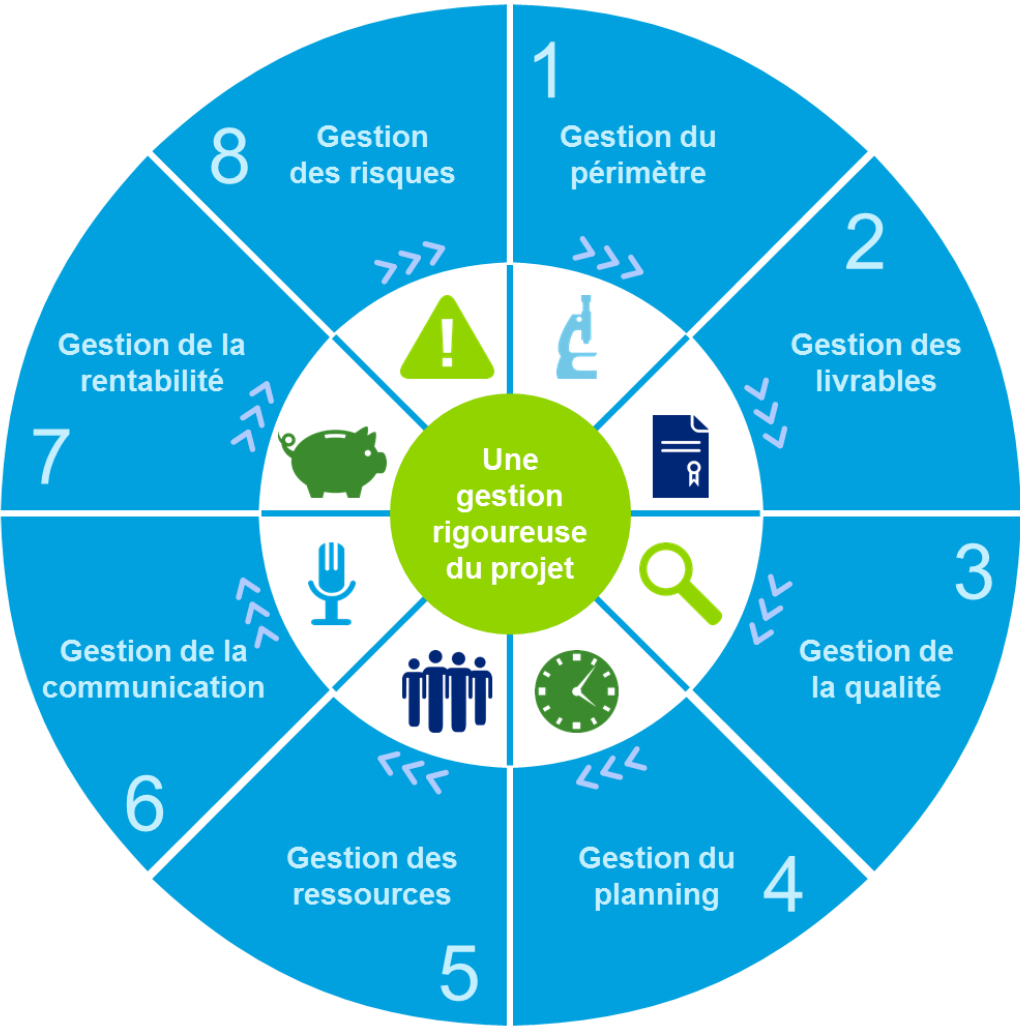 Une
gestion
rigoureuse
du projet
1
Gestion du
périmètre
2
Gestion des
livrables
3
Gestion de
la qualité
4
Gestion du
planning
5
Gestion des
ressources
6
Gestion de la
communication
7
Gestion de la
rentabilité
8
Gestion
des risques